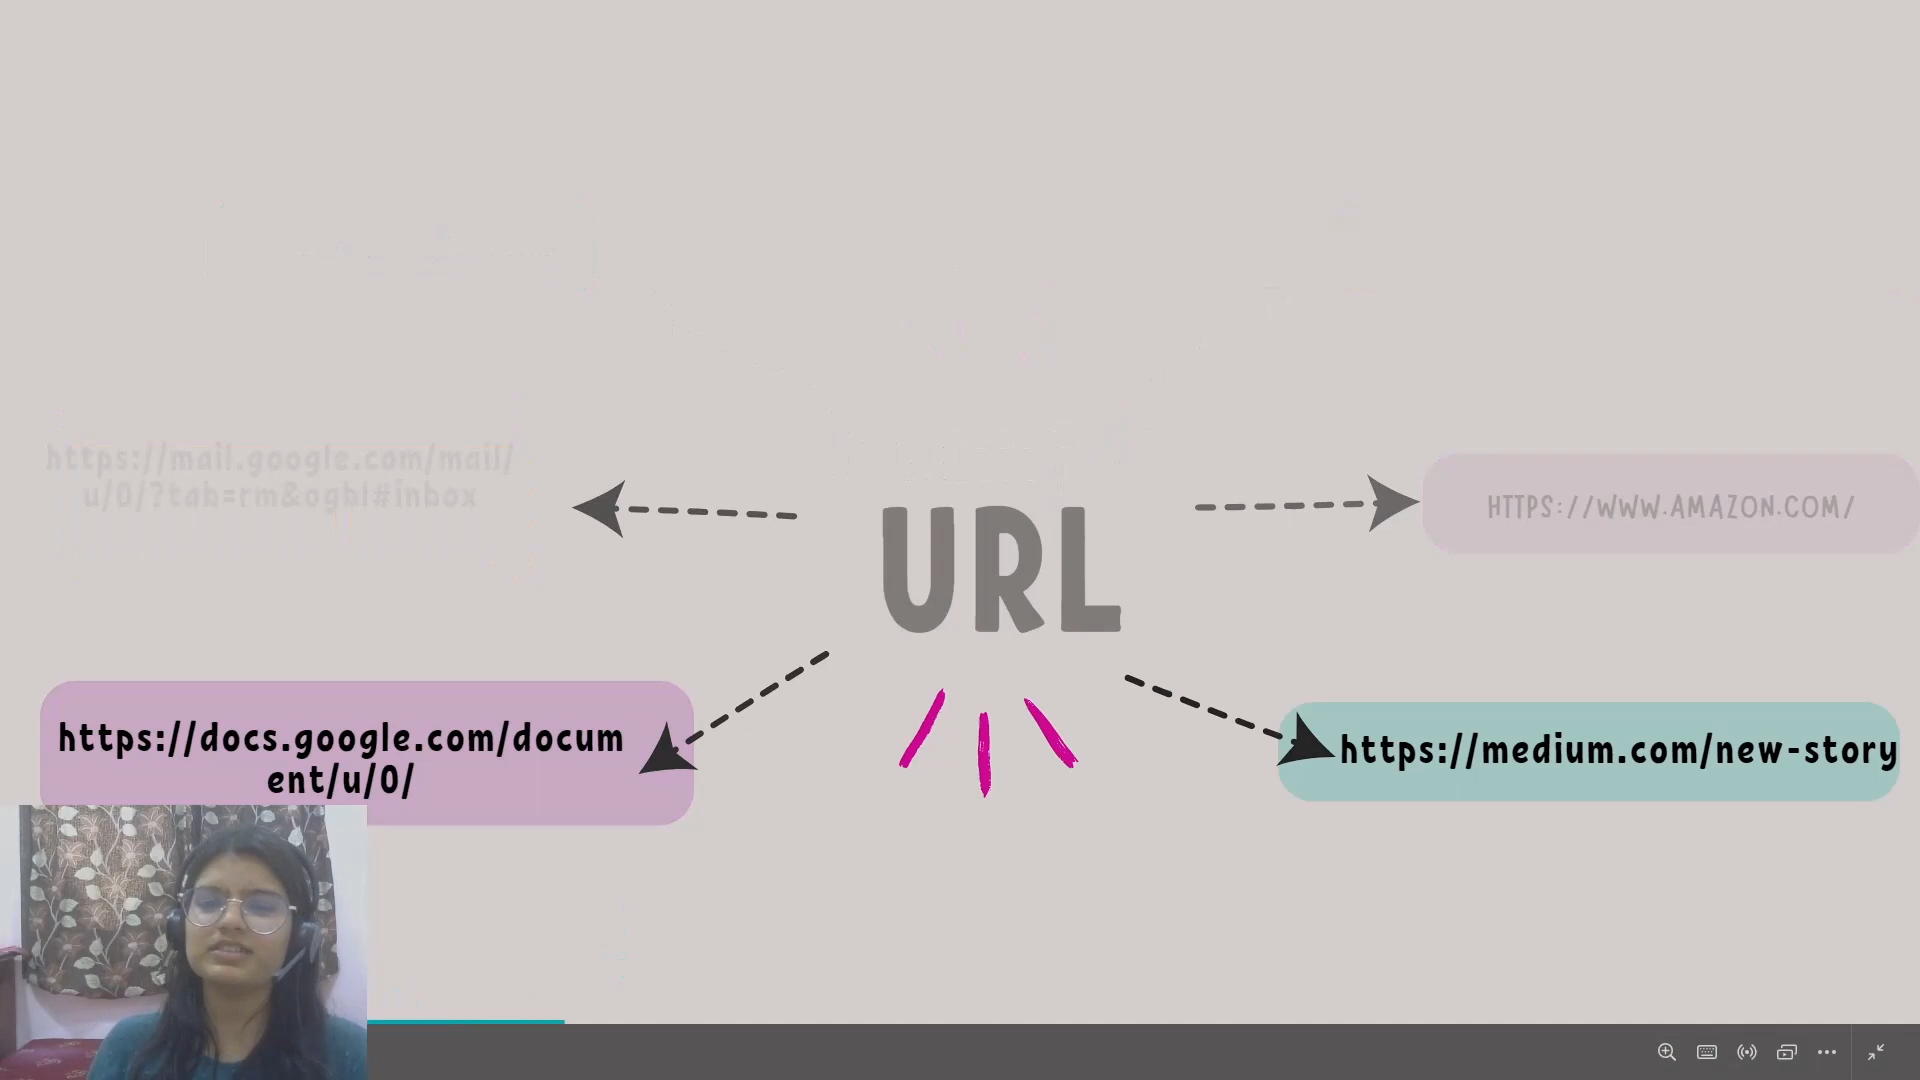 https://mail.google.com/mail/
u/0/?tab=rm&ogbl#inbox
HTTPS://WWW.AMAZON.COM/
URL
https://docs.google.com/docum
ent/u/0/
https://medium.com/new-story